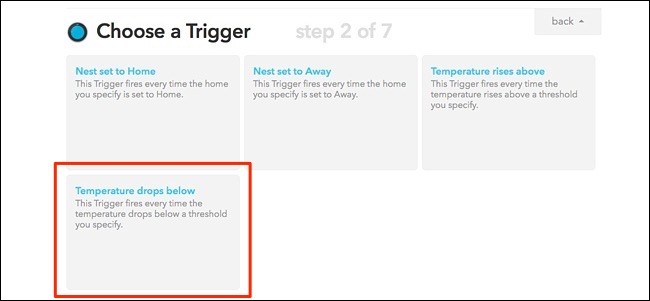 Choose a Trigger
step 2 of 7
back
Nest set to Home
This Trigger fires every time the home
you specify is set to Home.
Nest set to Away
This Trigger fires every time the home
you specify is set to Away.
Temperature rises above
This Trigger fires every time the
temperature rises above a threshold
you specify.
Temperature drops below
This Trigger fires every time the
temperature drops below a threshold
you specify.